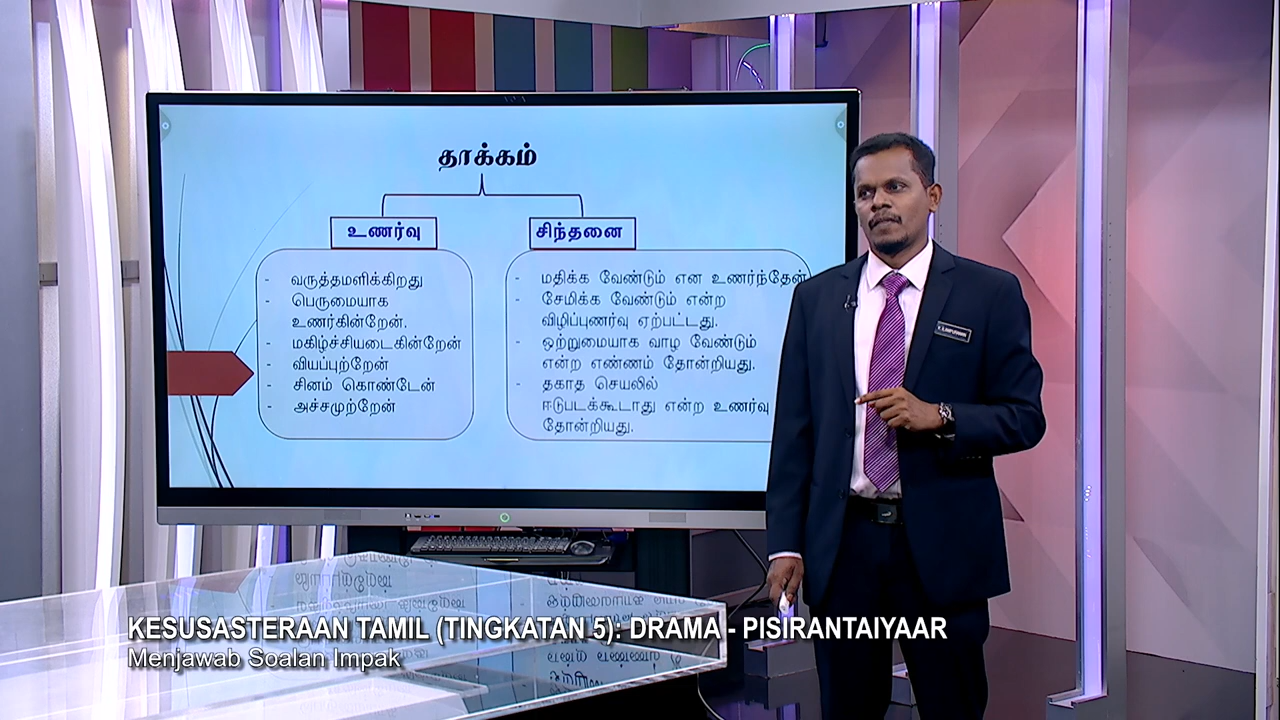 தாக்கம்
உணர்வு
சிந்தனை
- வருத்தமளிக்கிறது
- பெருமையாக
உணர்கின்றேன்.
- மகிழ்ச்சியடைகின்றேன்
- வியப்புற்றேன்
- சினம் கொண்டேன்
- அச்சமுற்றேன்
- மதிக்க வேண்டும் என உணர்ந்தேன்
- சேமிக்க வேண்டும் என்ற
விழிப்புணர்வு ஏற்பட்டது.
- ஒற்றுமையாக வாழ வேண்டும்
என்ற எண்ணம் தோன்றியது.
- தகாத செயலில்
ஈடுபடக்கூடாது என்ற உணர்வு
தோன்றியது.
KESUSASTERAAN TAMIL (TINGKATAN 5): DRAMA - PISIRANTAIYAAR
Menjawab Soalan Impak